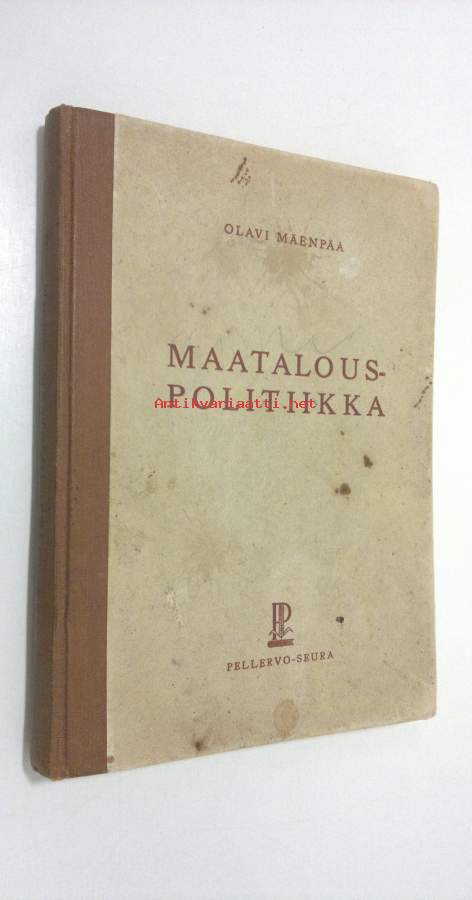 OLAVI MÄENPÄÄ
MAATALOUS-
POLITIIKKA
Antikvariaatti.net
PELLERVO-SEURA